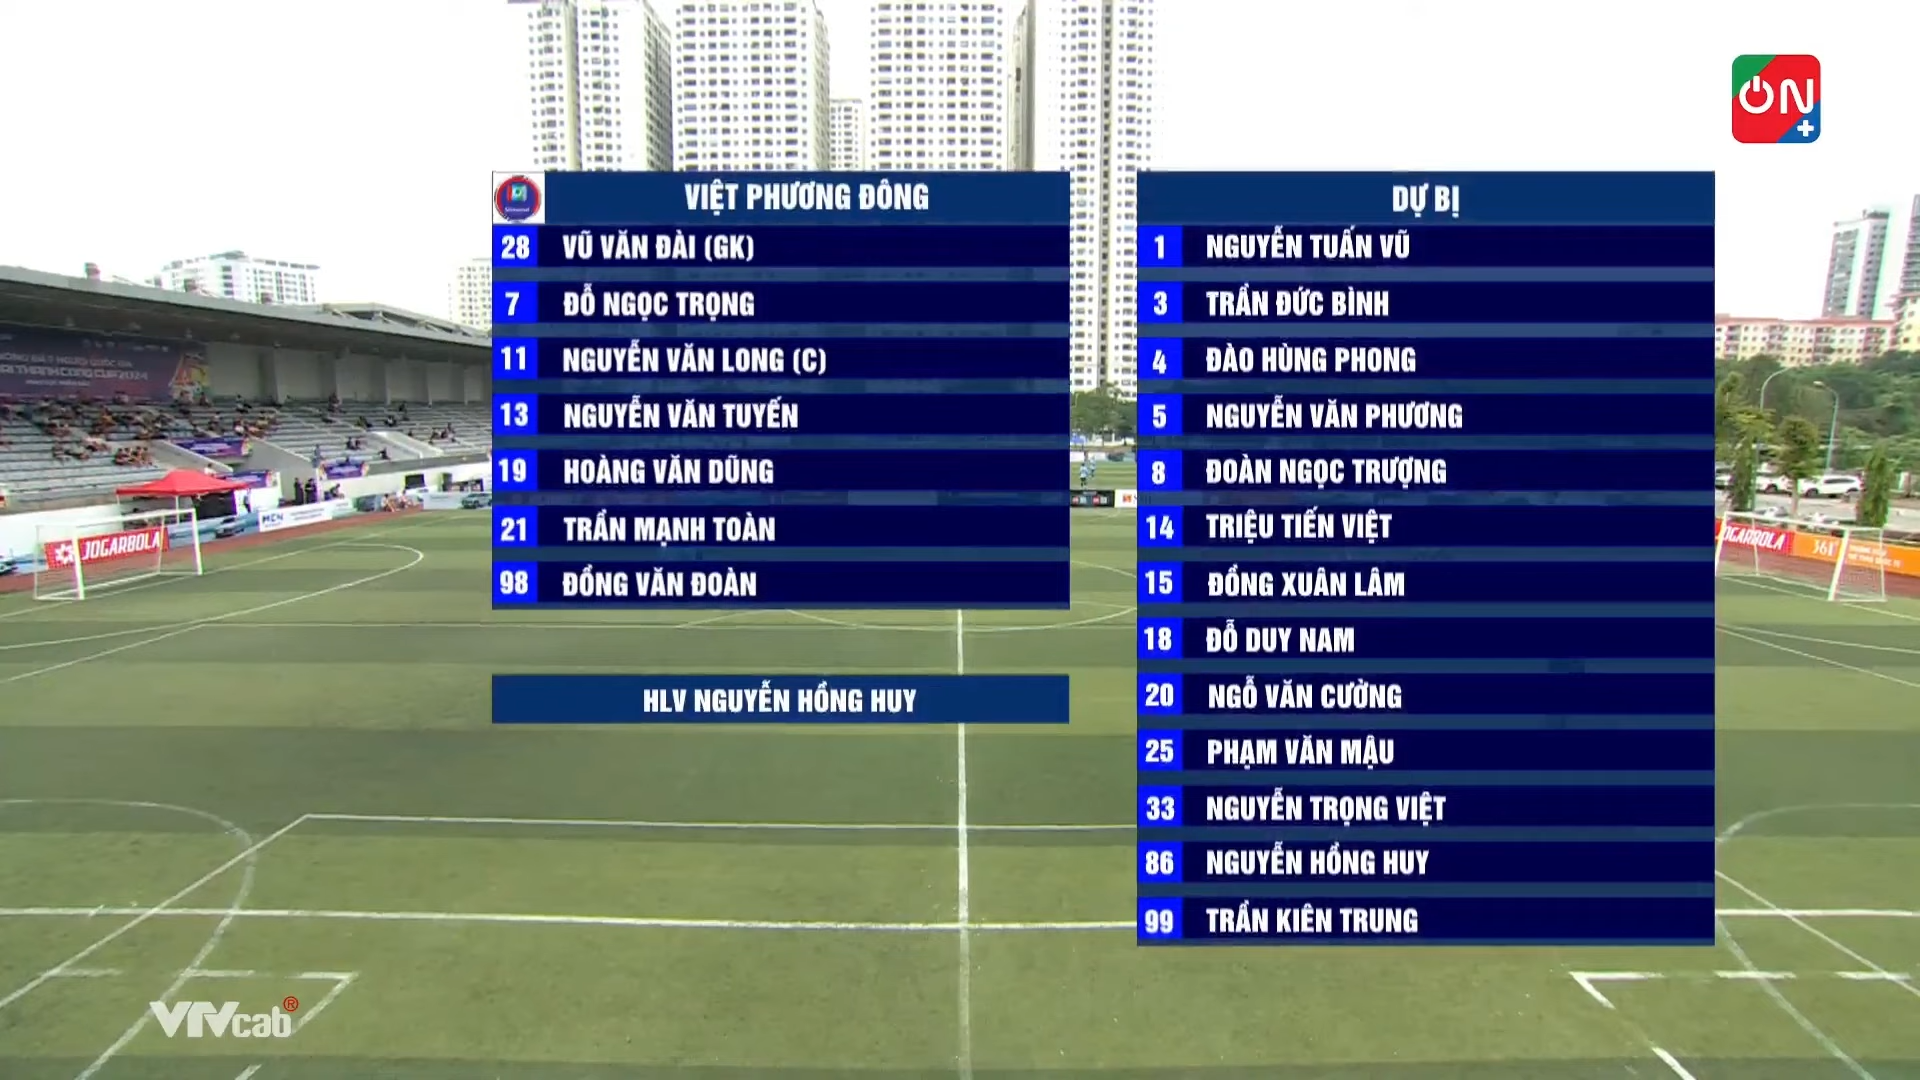 ON+
VIỆT PHƯƠNG ĐÔNG
28 VŨ VĂN ĐÀI (GK)
7 ĐỖ NGỌC TRỌNG
11 NGUYỄN VĂN LONG (C)
13 NGUYỄN VĂN TUYẾN
19 HOÀNG VĂN DŨNG
21 TRẦN MẠNH TOÀN
98 ĐỒNG VĂN ĐOÀN
HLV NGUYỄN HỒNG HUY
DỰ BỊ
1 NGUYỄN TUẤN VŨ
3 TRẦN ĐỨC BÌNH
4 ĐÀO HÙNG PHONG
5 NGUYỄN VĂN PHƯƠNG
8 ĐOÀN NGỌC TRƯỢNG
14 TRIỆU TIẾN VIỆT
15 ĐỒNG XUÂN LÂM
18 ĐỖ DUY NAM
20 NGỖ VĂN CƯỜNG
25 PHẠM VĂN MẬU
33 NGUYỄN TRỌNG VIỆT
86 NGUYỄN HỒNG HUY
99 TRẦN KIÊN TRUNG
JOGARBOLA
MCN
JOGARBOLA
361°
VTVcab®